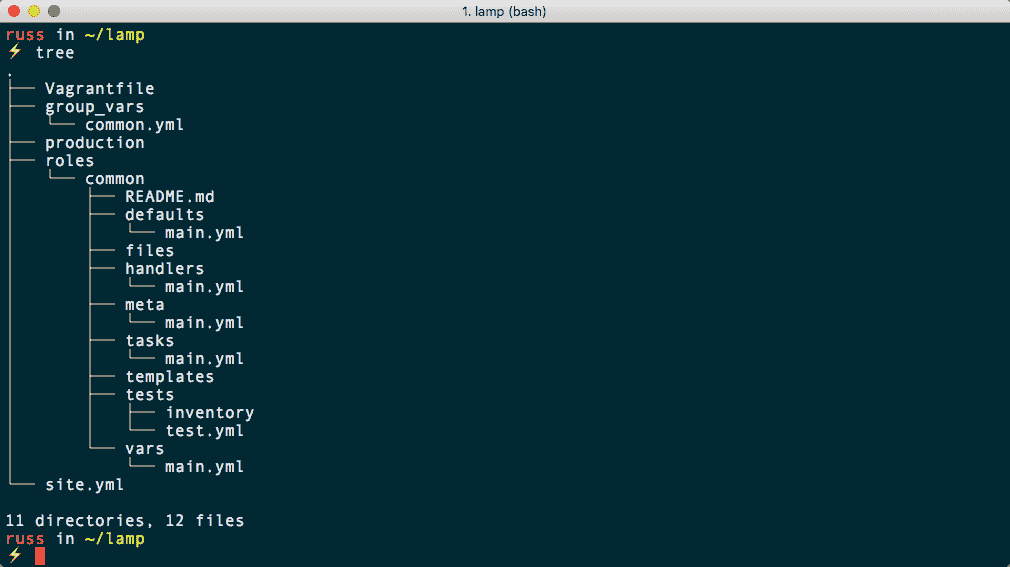 1. lamp (bash)
russ in ~/lamp
⚡ tree
.
├── Vagrantfile
├── group_vars
│   └── common.yml
├── production
├── roles
│   └── common
│       ├── README.md
│       ├── defaults
│       │   └── main.yml
│       ├── files
│       ├── handlers
│       │   └── main.yml
│       ├── meta
│       │   └── main.yml
│       ├── tasks
│       │   └── main.yml
│       ├── templates
│       ├── tests
│       │   ├── inventory
│       │   └── test.yml
│       └── vars
│           └── main.yml
└── site.yml

11 directories, 12 files
russ in ~/lamp
⚡